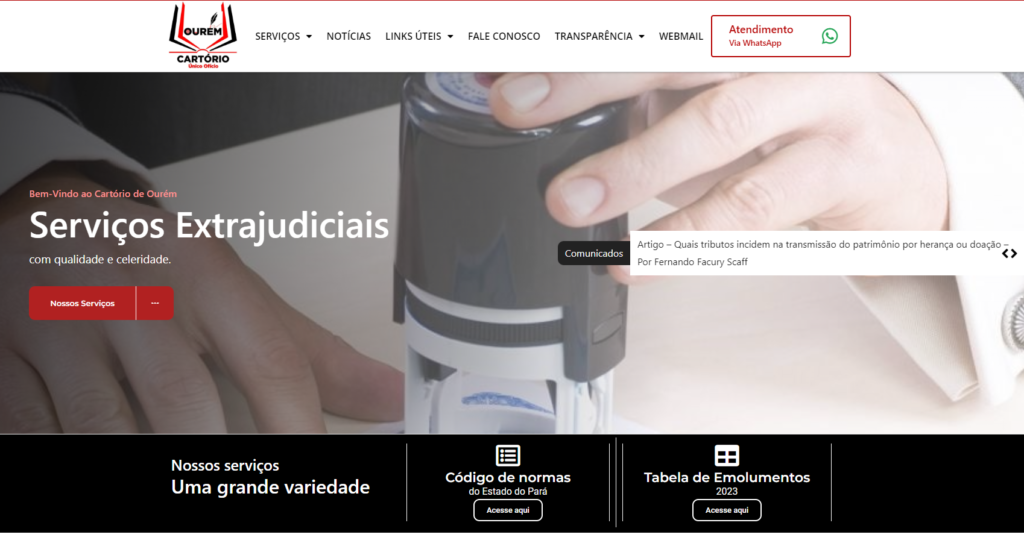 OURÉM
CARTÓRIO
Único Ofício
SERVIÇOS
NOTÍCIAS
LINKS ÚTEIS
FALE CONOSCO
TRANSPARÊNCIA
WEBMAIL
Atendimento
Via WhatsApp
Bem-Vindo ao Cartório de Ourém
Serviços Extrajudiciais
com qualidade e celeridade.
Nossos Serviços
...
Comunicados
Artigo – Quais tributos incidem na transmissão do patrimônio por herança ou doação –
Por Fernando Facury Scaff
Nossos serviços
Uma grande variedade
Código de normas
do Estado do Pará
Acesse aqui
Tabela de Emolumentos
2023
Acesse aqui